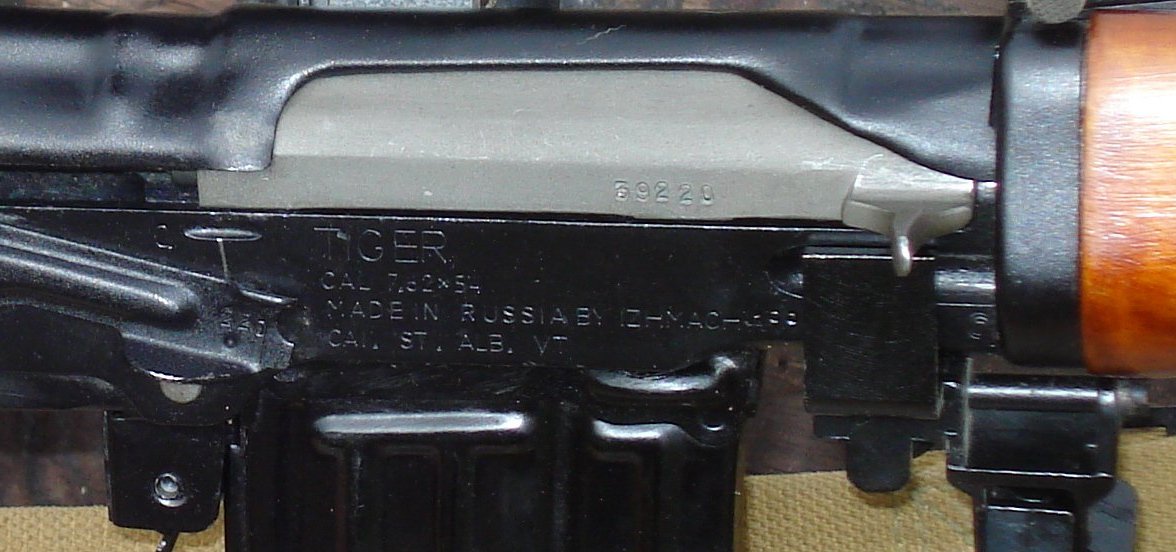 39220
TIGER
CAL 7,62×54
MADE IN RUSSIA BY IZHMACH
CAI. ST. ALB. VT